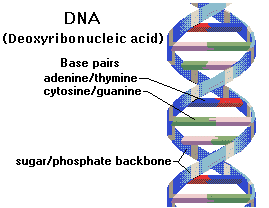 DNA
(Deoxyribonucleic acid)
Base pairs
adenine/thymine
cytosine/guanine
sugar/phosphate backbone